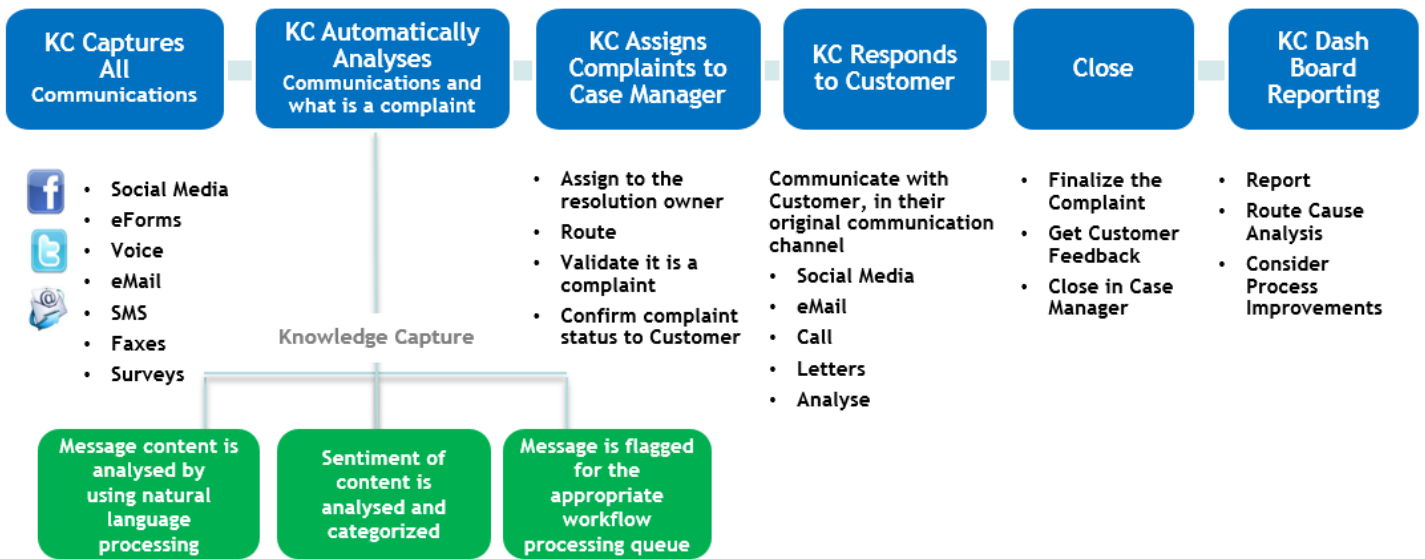 KC Captures
All
Communications
KC Automatically
Analyses
Communications and
what is a complaint
KC Assigns
Complaints to
Case Manager
KC Responds
to Customer
Close
KC Dash
Board
Reporting
• Social Media
• eForms
• Voice
• eMail
• SMS
• Faxes
• Surveys
• Assign to the
resolution owner
• Route
• Validate it is a
complaint
• Confirm complaint
status to Customer
Communicate with
Customer, in their
original communication
channel
• Social Media
• eMail
• Call
• Letters
• Analyse
• Finalize the
Complaint
• Get Customer
Feedback
• Close in Case
Manager
• Report
• Route Cause
Analysis
• Consider
Process
Improvements
Knowledge Capture
Message content is
analysed by
using natural
language
processing
Sentiment of
content is
analysed and
categorized
Message is flagged
for the
appropriate
workflow
processing queue